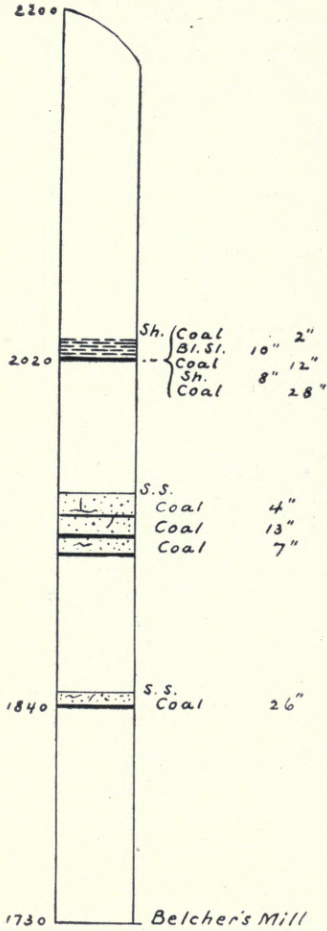 2200
Sh. Coal 2"
Bl. Sl. 10"
2020 Coal 12"
Sh. 8"
Coal 28"
S.S.
Coal 4"
Coal 13"
Coal 7"
S.S.
1840 Coal 26"
1730 Belcher's Mill